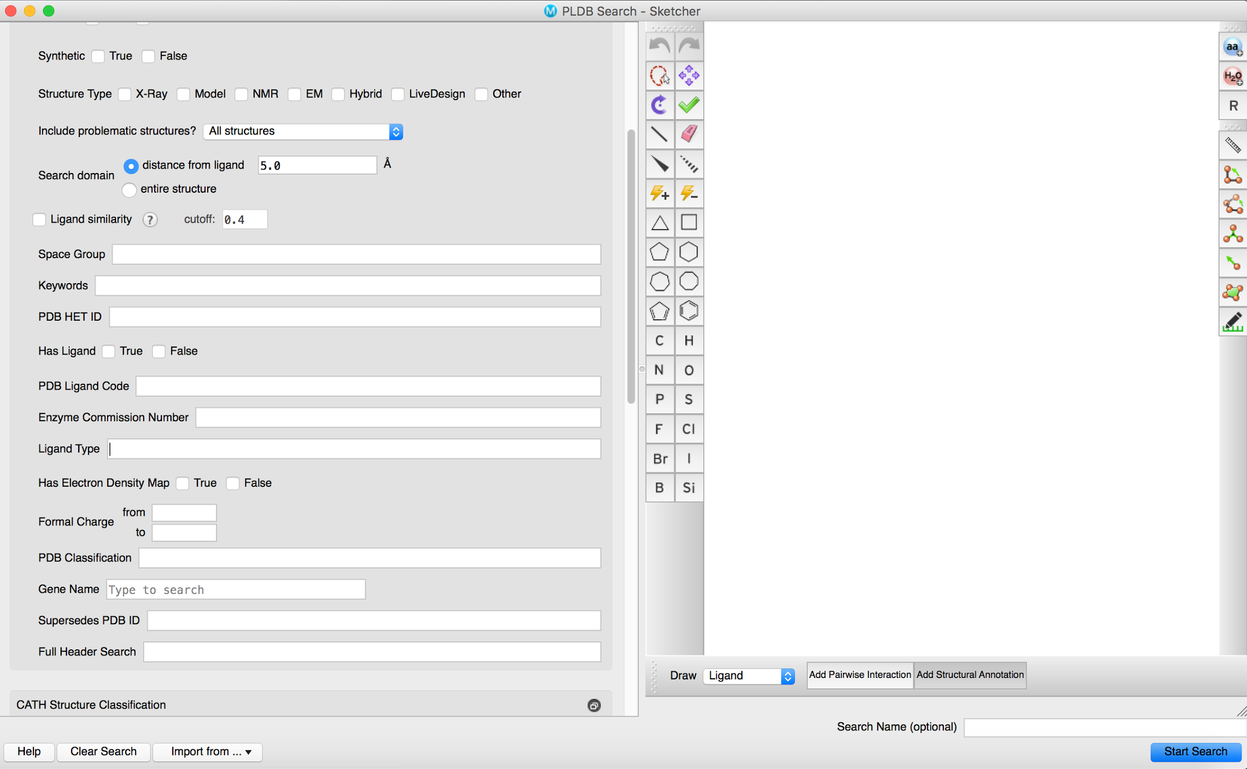 PLDB Search - Sketcher
Synthetic True False
Structure Type X-Ray Model NMR EM Hybrid LiveDesign Other
Include problematic structures? All structures
Search domain
distance from ligand 5.0 Å
entire structure
Ligand similarity ? cutoff: 0.4
Space Group
Keywords
PDB HET ID
Has Ligand True False
PDB Ligand Code
Enzyme Commission Number
Ligand Type
Has Electron Density Map True False
Formal Charge
from
to
PDB Classification
Gene Name Type to search
Supersedes PDB ID
Full Header Search
CATH Structure Classification
Help Clear Search Import from ...
C H
N O
P S
F Cl
Br I
B Si
aa
H₂O
R
Draw Ligand Add Pairwise Interaction Add Structural Annotation
Search Name (optional)
Start Search